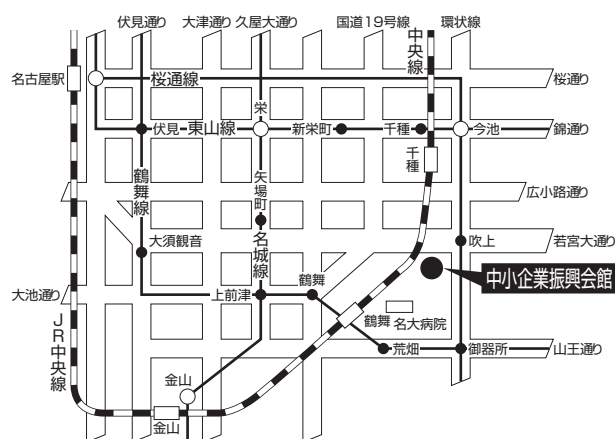 伏見通り
大津通り
久屋大通り
国道19号線
中央線
環状線
名古屋駅
桜通線
桜通り
栄
伏見
東山線
新栄町
千種
今池
錦通り
千種
鶴舞線
矢場町
広小路通り
大須観音
名城線
吹上
若宮大通り
中小企業振興会館
大池通り
上前津
鶴舞
鶴舞
名大病院
JR中央線
荒畑
御器所
山王通り
金山
金山